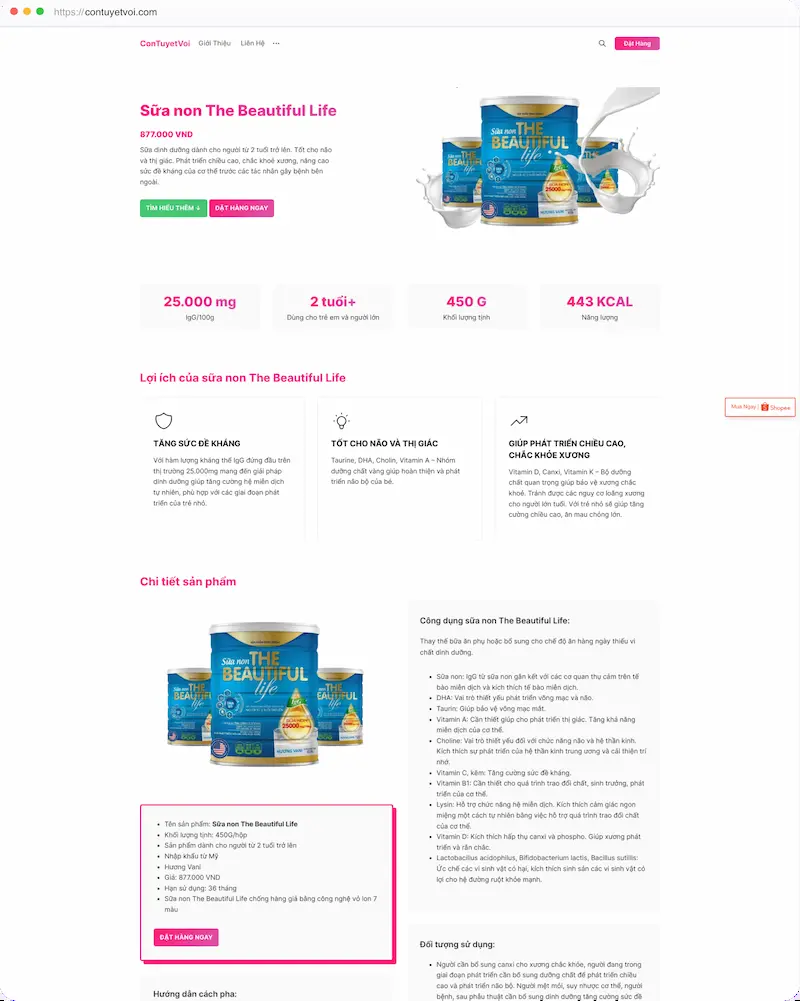 https://contuyetvoi.com
ConTuyetVoi Giới Thiệu Liên Hệ ···
Đặt Hàng
Sữa non The Beautiful Life
877.000 VND
Sữa dinh dưỡng dành cho người từ 2 tuổi trở lên. Tốt cho não
và thị giác. Phát triển chiều cao, chắc khoẻ xương, nâng cao
sức đề kháng của cơ thể trước các tác nhân gây bệnh bên
ngoài.
TÌM HIỂU THÊM ↓ ĐẶT HÀNG NGAY
Sữa non
THE
BEAUTIFUL
life
25000
HƯƠNG VANI
25.000 mg
IgG/100g
2 tuổi+
Dùng cho trẻ em và người lớn
450 G
Khối lượng tịnh
443 KCAL
Năng lượng
Lợi ích của sữa non The Beautiful Life
Mua Ngay | Shopee
TĂNG SỨC ĐỀ KHÁNG
Với hàm lượng kháng thể IgG đứng đầu trên
thị trường 25.000mg mang đến giải pháp
dinh dưỡng giúp tăng cường hệ miễn dịch
tự nhiên, phù hợp với các giai đoạn phát
triển của trẻ nhỏ.
TỐT CHO NÃO VÀ THỊ GIÁC
Taurine, DHA, Cholin, Vitamin A – Nhóm
dưỡng chất vàng giúp hoàn thiện và phát
triển não bộ của bé.
GIÚP PHÁT TRIỂN CHIỀU CAO,
CHẮC KHỎE XƯƠNG
Vitamin D, Canxi, Vitamin K – Bộ dưỡng
chất quan trọng giúp bảo vệ xương chắc
khoẻ. Tránh được các nguy cơ loãng xương
cho người lớn tuổi. Với trẻ nhỏ sẽ giúp tăng
cường chiều cao, ăn mau chóng lớn.
Chi tiết sản phẩm
Sữa non
THE
BEAUTIFUL
life
25000
HƯƠNG VANI
Tên sản phẩm: Sữa non The Beautiful Life
Khối lượng tịnh: 450G/hộp
Sản phẩm dành cho người từ 2 tuổi trở lên
Nhập khẩu từ Mỹ
Hương Vani
Giá: 877.000 VND
Hạn sử dụng: 36 tháng
Sữa non The Beautiful Life chống hàng giả bằng công nghệ vỏ lon 7
màu
ĐẶT HÀNG NGAY
Hướng dẫn cách pha:
Công dụng sữa non The Beautiful Life:
Thay thế bữa ăn phụ hoặc bổ sung cho chế độ ăn hàng ngày thiếu vi
chất dinh dưỡng.
Sữa non: IgG từ sữa non gắn kết với các cơ quan thụ cảm trên tế
bào miễn dịch và kích thích tế bào miễn dịch.
DHA: Vai trò thiết yếu phát triển võng mạc và não.
Taurin: Giúp bảo vệ võng mạc mắt.
Vitamin A: Cần thiết giúp cho phát triển thị giác. Tăng khả năng
miễn dịch của cơ thể.
Choline: Vai trò thiết yếu đối với chức năng não và hệ thần kinh.
Kích thích sự phát triển của hệ thần kinh trung ương và cải thiện trí
nhớ.
Vitamin C, kẽm: Tăng cường sức đề kháng.
Vitamin B1: Cần thiết cho quá trình trao đổi chất, sinh trưởng, phát
triển của cơ thể.
Lysin: Hỗ trợ chức năng hệ miễn dịch. Kích thích cảm giác ngon
miệng một cách tự nhiên bằng việc hỗ trợ quá trình trao đổi chất
của cơ thể.
Vitamin D: Kích thích hấp thụ canxi và phospho. Giúp xương phát
triển và rắn chắc.
Lactobacillus acidophilus, Bifidobacterium lactis, Bacillus sutillis:
Ức chế các vi sinh vật có hại, kích thích sinh sản các vi sinh vật có
lợi cho hệ đường ruột khỏe mạnh.
Đối tượng sử dụng:
Người cần bổ sung canxi cho xương chắc khỏe, người đang trong
giai đoạn phát triển cần bổ sung dưỡng chất để phát triển chiều
cao và phát triển não bộ. Người mệt mỏi, suy nhược cơ thể, người
bệnh, sau phẫu thuật cần bổ sung dinh dưỡng tăng cường sức đề